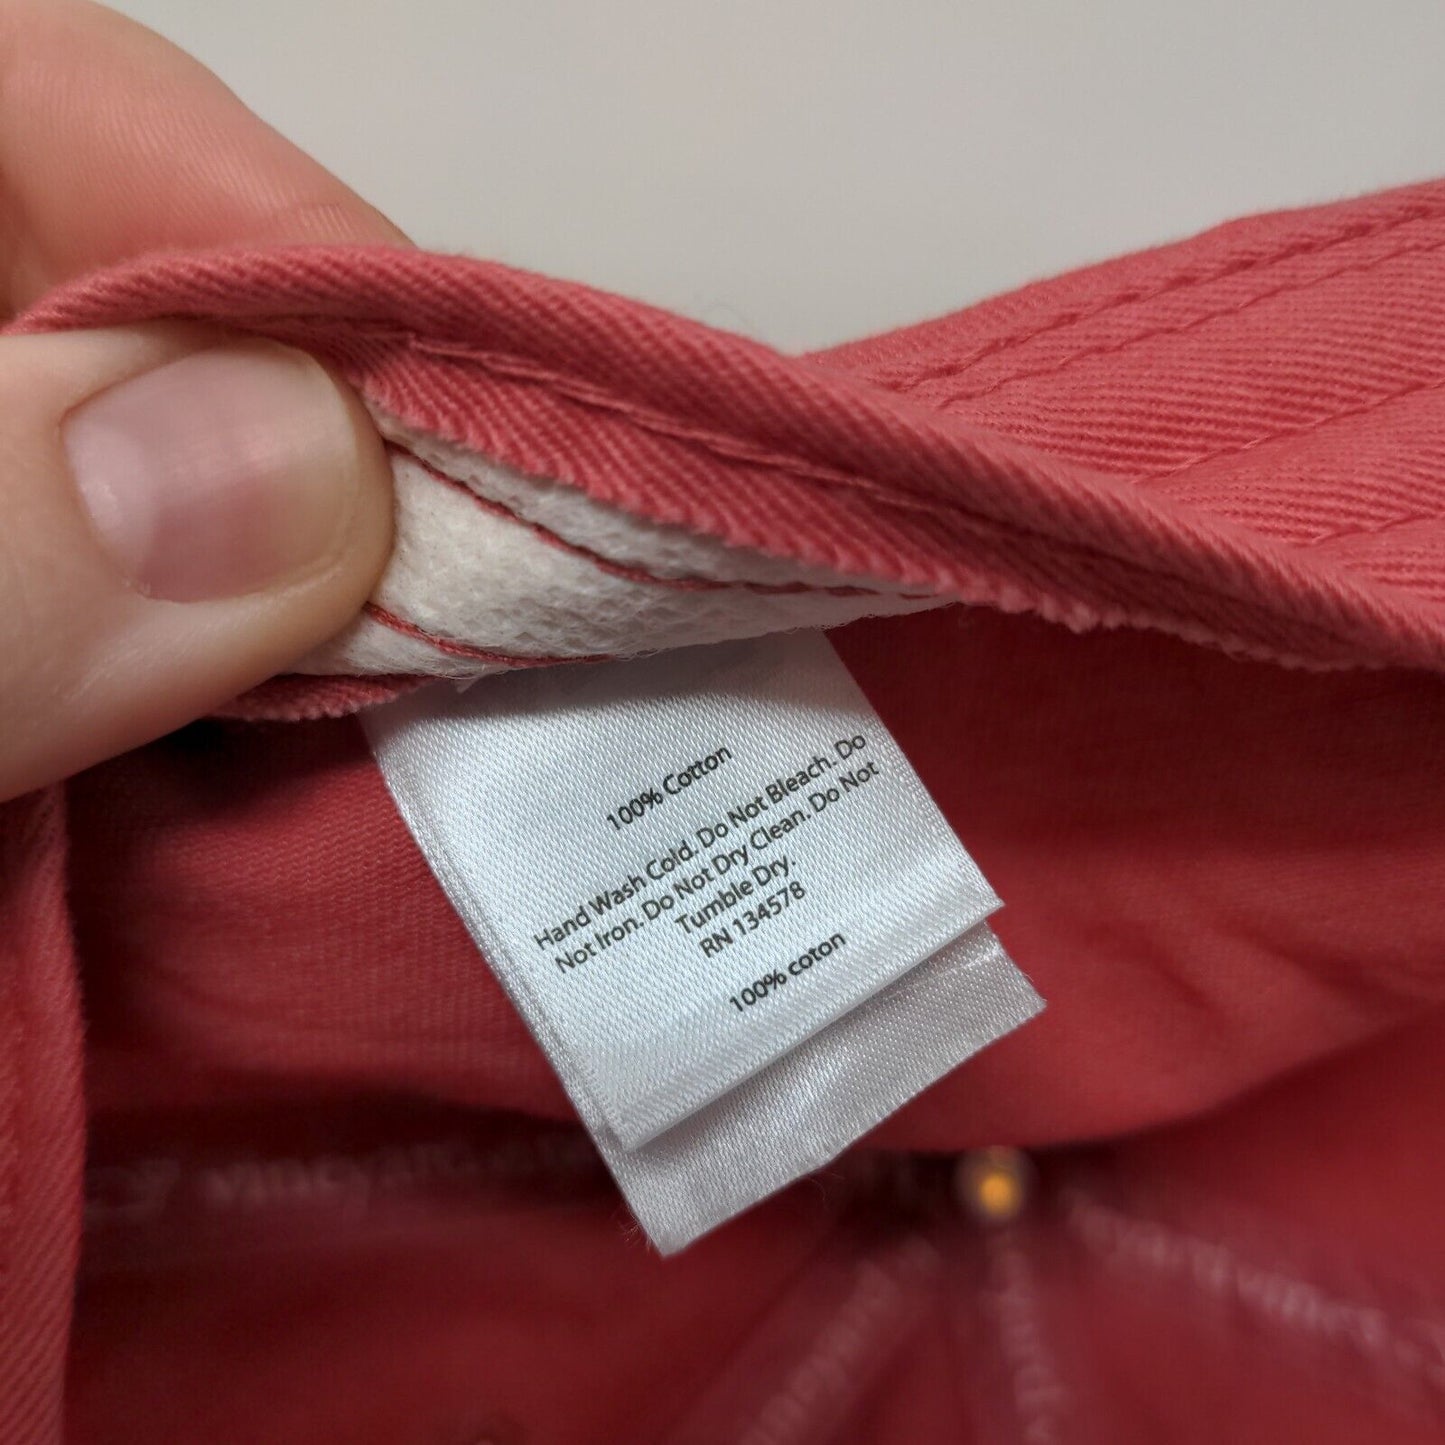 100% Cotton
Hand Wash Cold. Do Not Bleach. Do
Not Iron. Do Not Dry Clean. Do Not
Tumble Dry.
RN 134578
100% coton